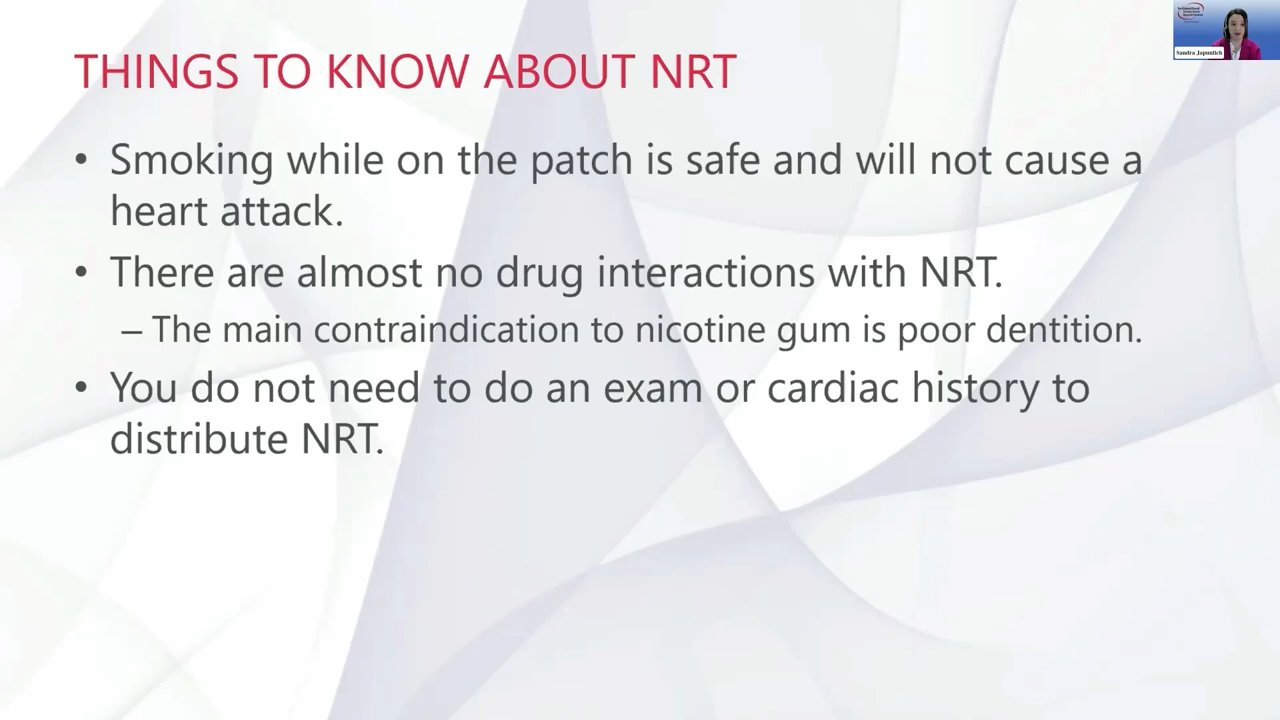 THINGS TO KNOW ABOUT NRT
• Smoking while on the patch is safe and will not cause a
heart attack.
• There are almost no drug interactions with NRT.
– The main contraindication to nicotine gum is poor dentition.
• You do not need to do an exam or cardiac history to
distribute NRT.
Sandra Japuntich